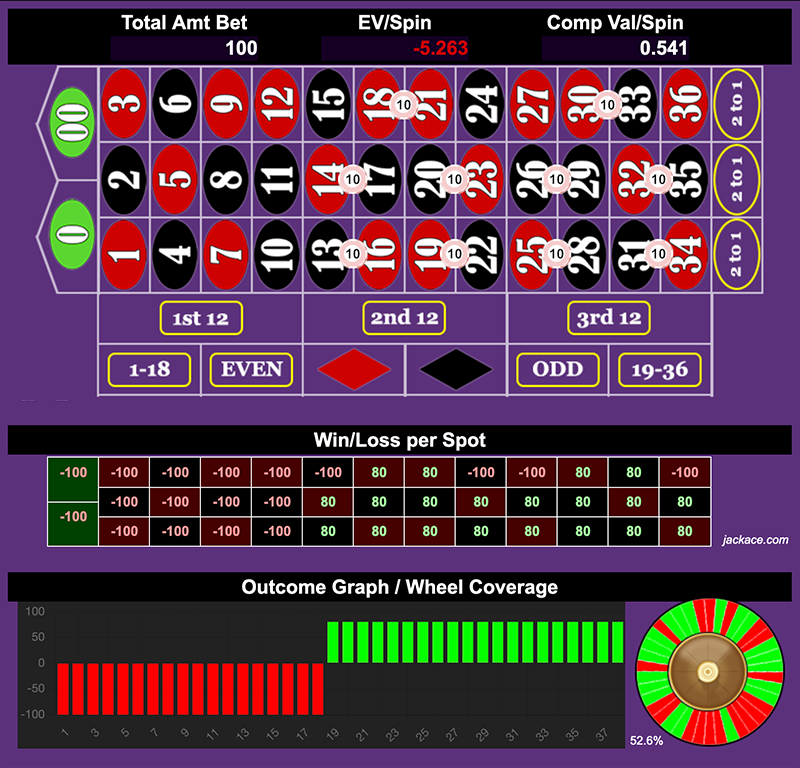 Total Amt Bet EV/Spin Comp Val/Spin
100 -5.263 0.541
00 3 6 9 12 15 18 10 21 24 27 30 10 33 36 2 to 1
2 5 8 11 14 10 17 20 10 23 26 10 29 32 10 35 2 to 1
0 1 4 7 10 13 10 16 19 10 22 25 10 28 31 10 34 2 to 1
1st 12 2nd 12 3rd 12
1-18 EVEN ODD 19-36
Win/Loss per Spot
-100 -100 -100 -100 -100 -100 80 80 -100 -100 80 80 -100
-100 -100 -100 -100 80 80 80 80 80 80 80 80
-100 -100 -100 -100 -100 80 80 80 80 80 80 80 80
jackace.com
Outcome Graph / Wheel Coverage
100
50
0
-50
-100
1 3 5 7 9 11 13 15 17 19 21 23 25 27 29 31 33 35 37
52.6%